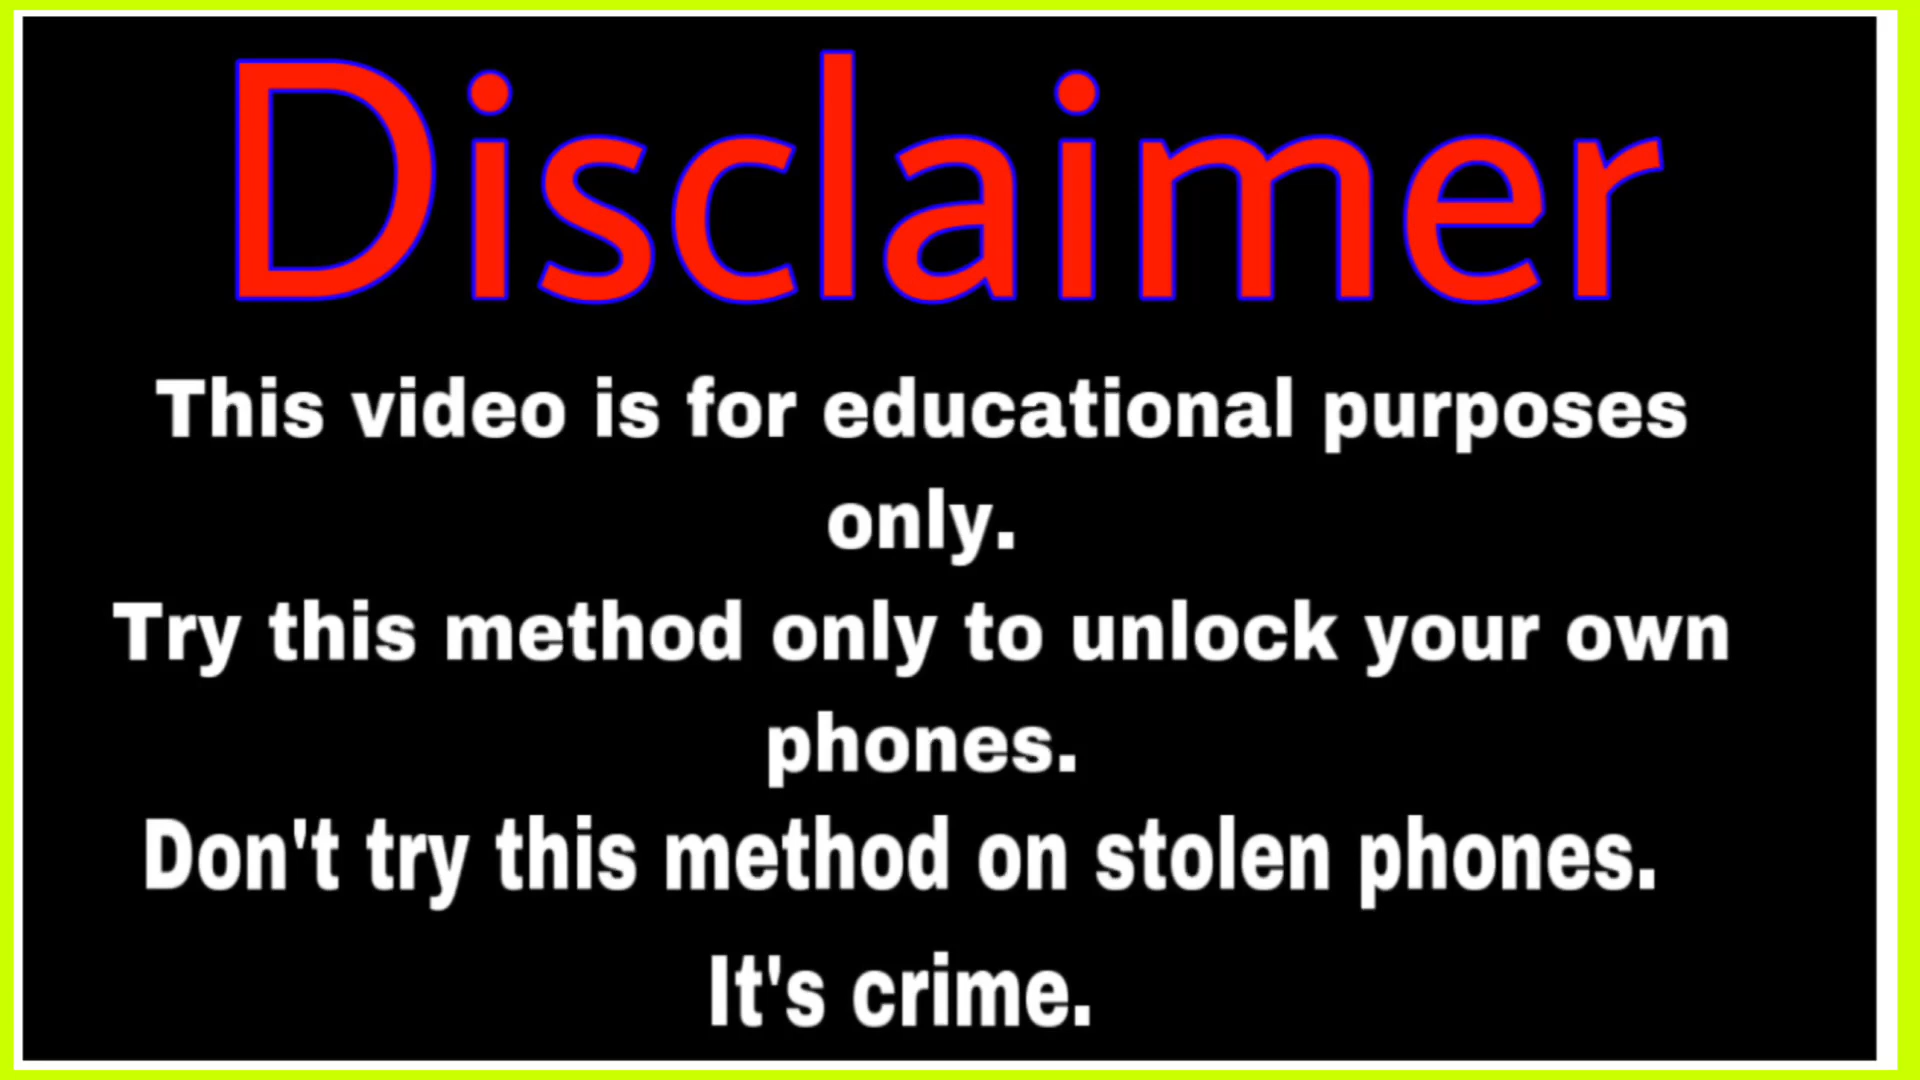 Disclaimer
This video is for educational purposes
only.
Try this method only to unlock your own
phones.
Don't try this method on stolen phones.
It's crime.